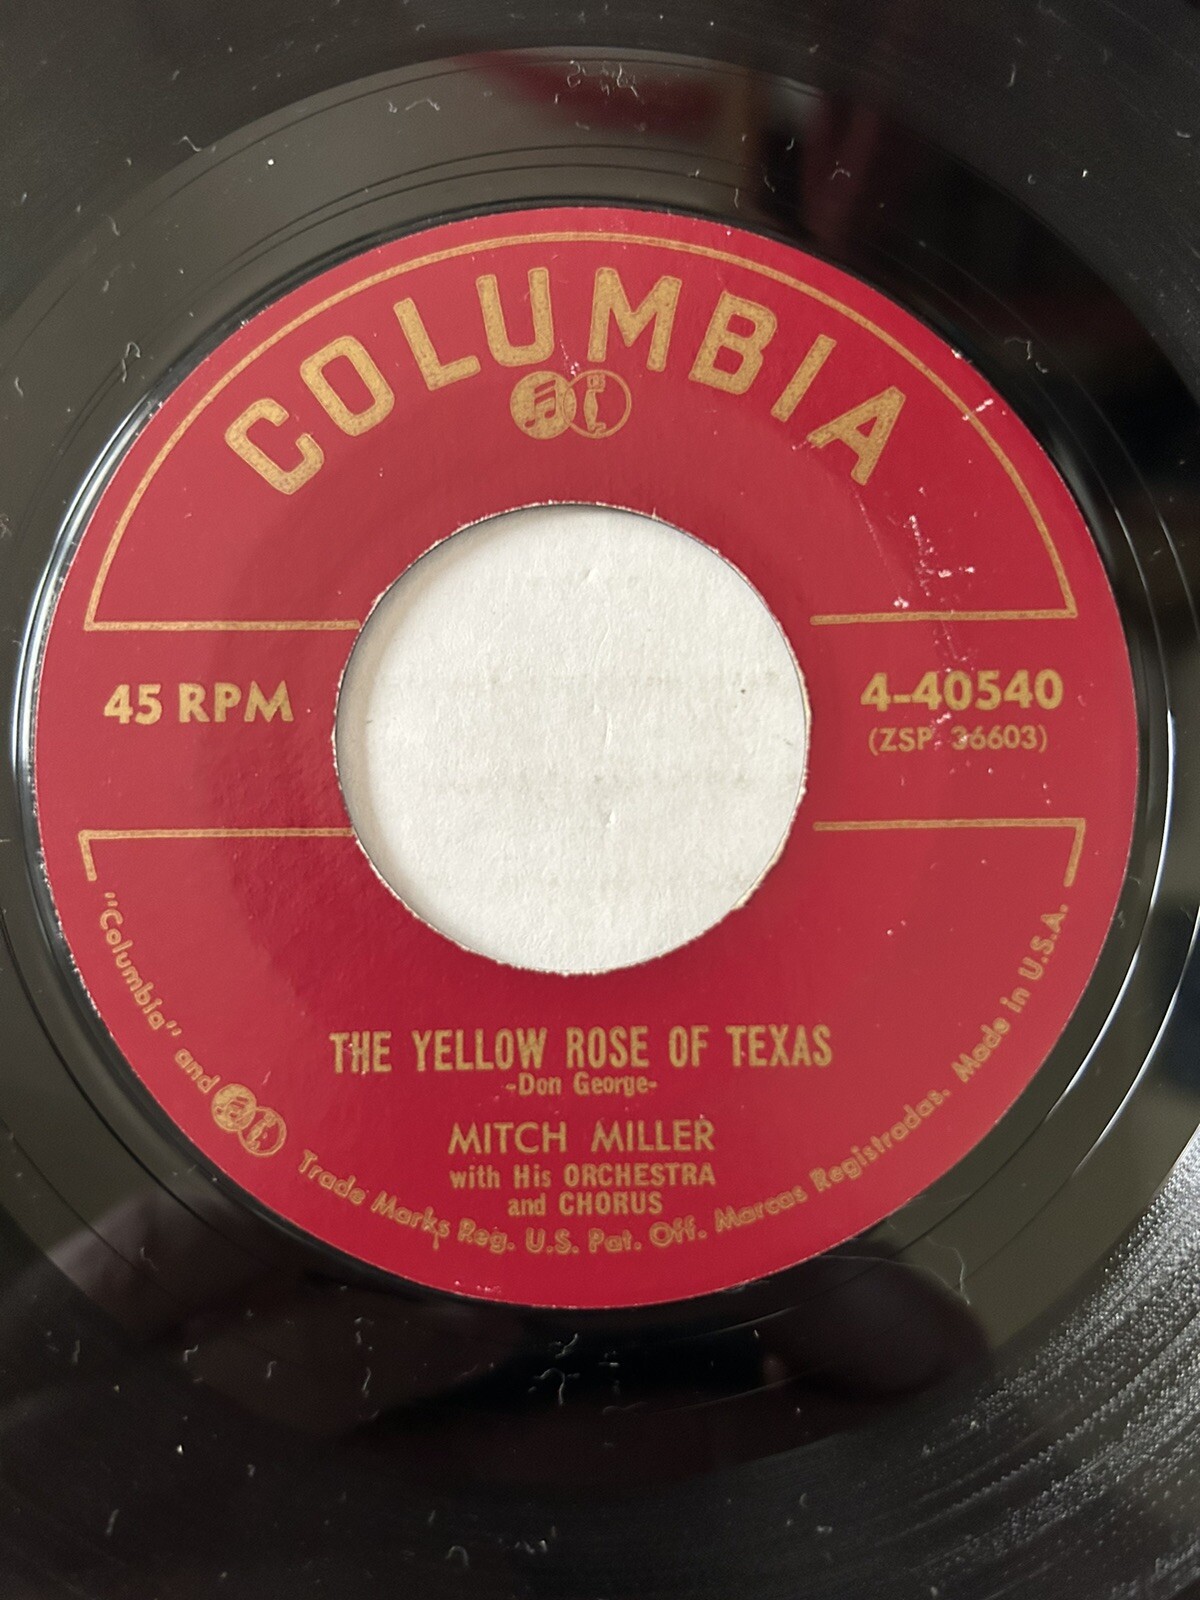 COLUMBIA
45 RPM
4-40540
(ZSP 36603)
THE YELLOW ROSE OF TEXAS
-Don George-
MITCH MILLER
with His ORCHESTRA
and CHORUS
"Columbia" and Trade Marks Reg. U.S. Pat. Off. Marcas Registradas. Made in U.S.A.